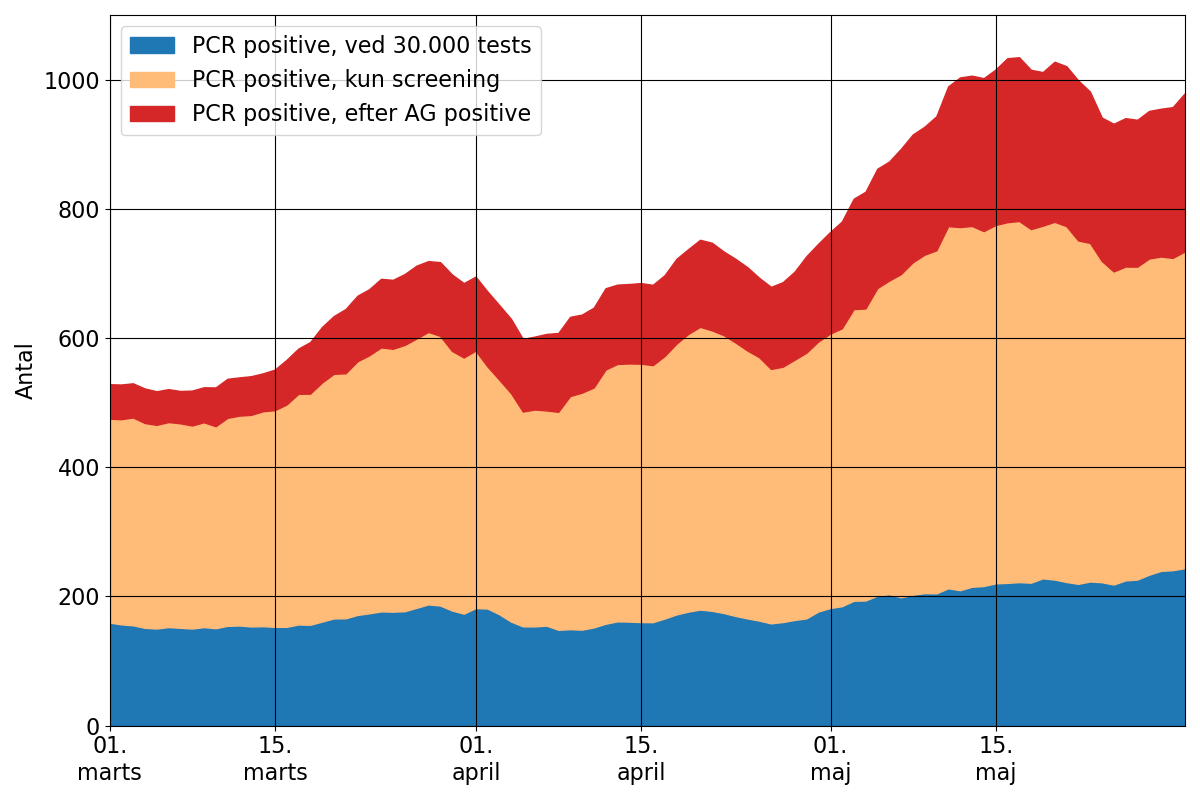 PCR positive, ved 30.000 tests
PCR positive, kun screening
PCR positive, efter AG positive
Antal
1000
800
600
400
200
0
01.
marts
15.
marts
01.
april
15.
april
01.
maj
15.
maj